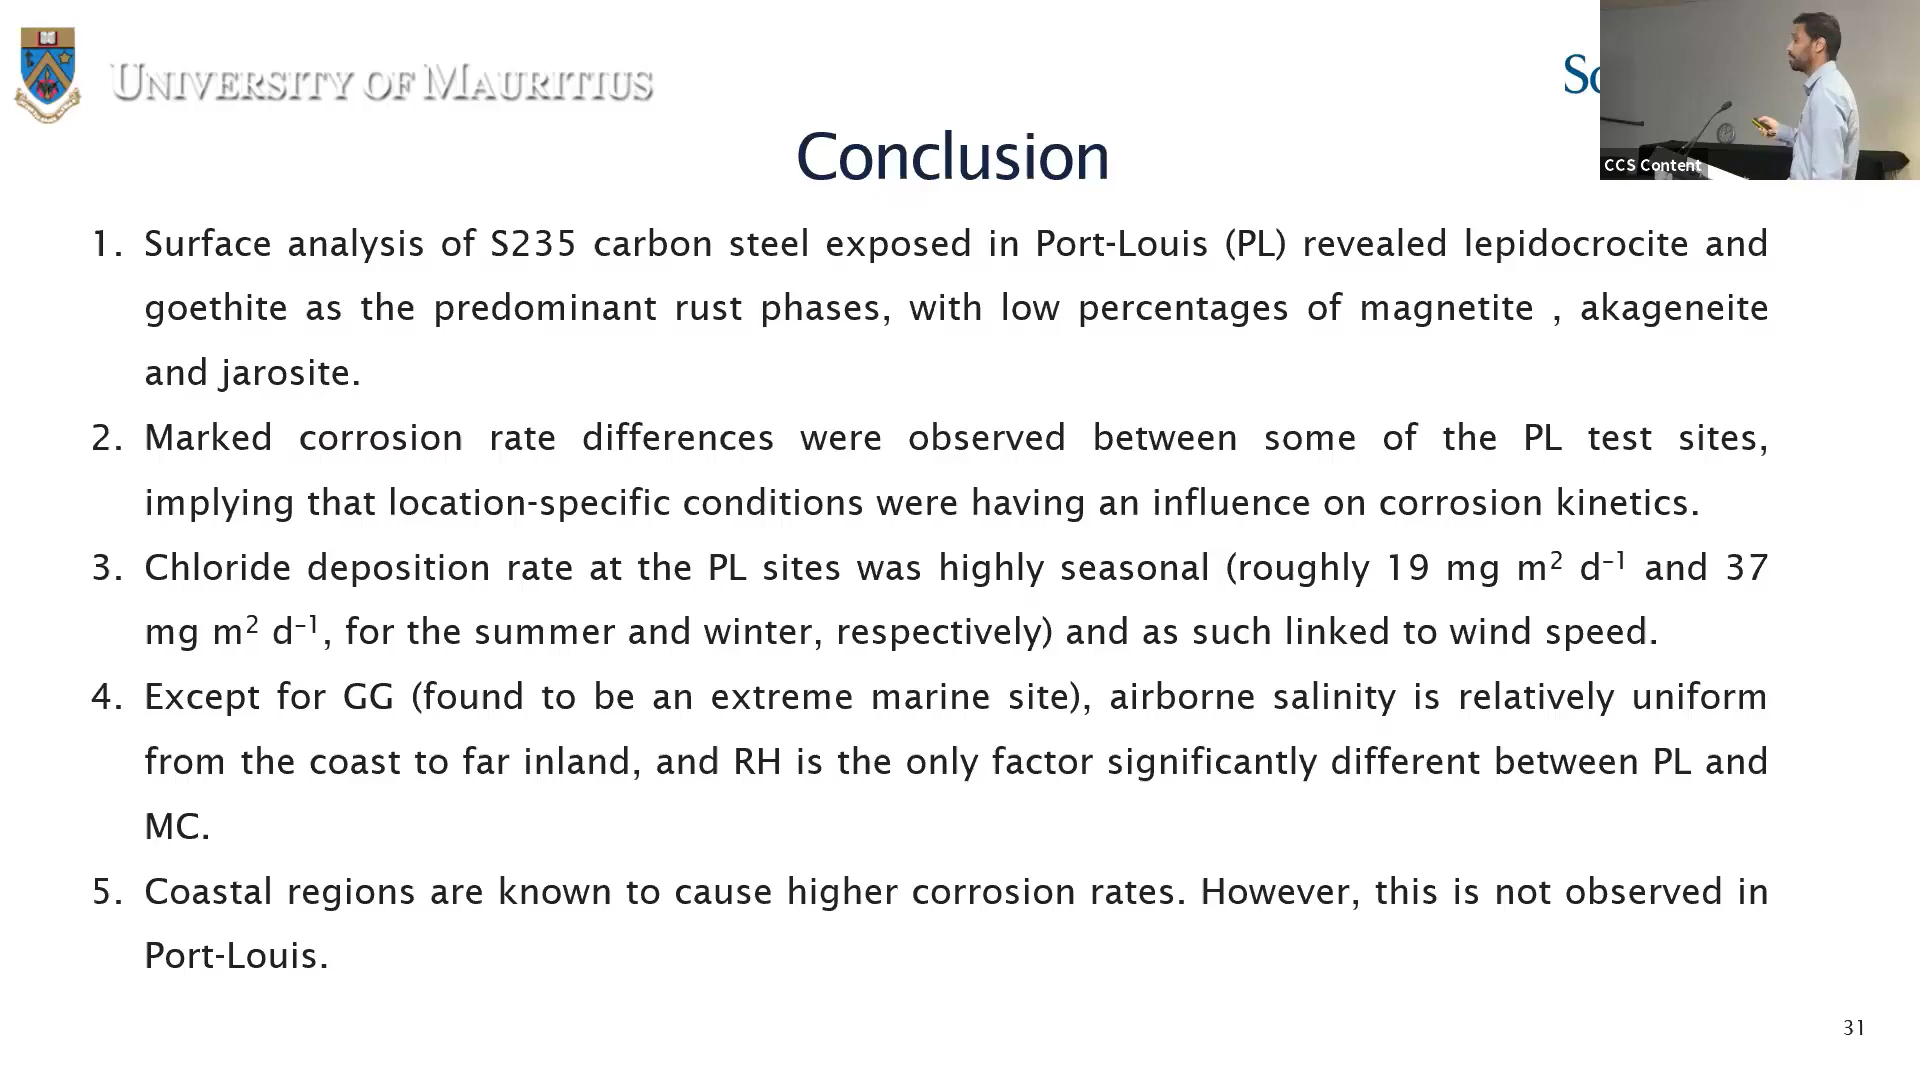 UNIVERSITY OF MAURITIUS
CCS Content
Conclusion
1. Surface analysis of S235 carbon steel exposed in Port-Louis (PL) revealed lepidocrocite and
goethite as the predominant rust phases, with low percentages of magnetite , akageneite
and jarosite.
2. Marked corrosion rate differences were observed between some of the PL test sites,
implying that location-specific conditions were having an influence on corrosion kinetics.
3. Chloride deposition rate at the PL sites was highly seasonal (roughly 19 mg m² d⁻¹ and 37
mg m² d⁻¹, for the summer and winter, respectively) and as such linked to wind speed.
4. Except for GG (found to be an extreme marine site), airborne salinity is relatively uniform
from the coast to far inland, and RH is the only factor significantly different between PL and
MC.
5. Coastal regions are known to cause higher corrosion rates. However, this is not observed in
Port-Louis.
31